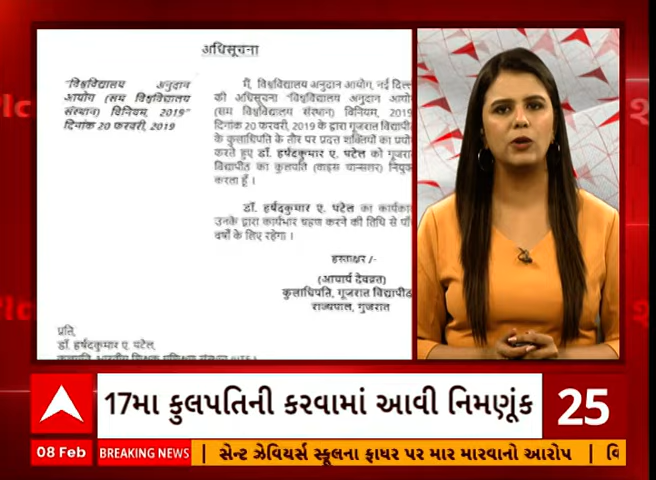 अधिसूचना
"विश्वविद्यालय अनुदान
आयोग (सम विश्वविद्यालय
संस्थान) विनियम, 2019"
दिनांक 20 फरवरी, 2019
मैं, विश्वविद्यालय अनुदान आयोग, नई
की अधिसूचना "विश्वविद्यालय अनुदान
(सम विश्वविद्यालय संस्थान) विनियम, 2019
दिनांक 20 फरवरी, 2019 के द्वारा गूजरात
के कुलाधिपति के तौर पर प्रदत्त शक्तियों का
करते हुए डॉ. हर्षदकुमार ए. पटेल को
विद्यापीठ का कुलपति (वाइस चान्सलर)
करता हूँ ।
डॉ. हर्षदकुमार ए. पटेल का
उनके द्वारा कार्यभार ग्रहण करने की तिथि से
वर्षों के लिए रहेगा ।
हस्ताक्षर /-
(आचार्य देवव्रत)
कुलाधिपति, गूजरात
राज्यपाल, गुजरात
प्रति,
डॉ. हर्षदकुमार ए. पटेल,
17મા કુલપતિની કરવામાં આવી નિમણૂંક
25
08 Feb
BREAKING NEWS
સેન્ટ ઝેવિયર્સ સ્કૂલના ફાધર પર માર મારવાનો આરોપ